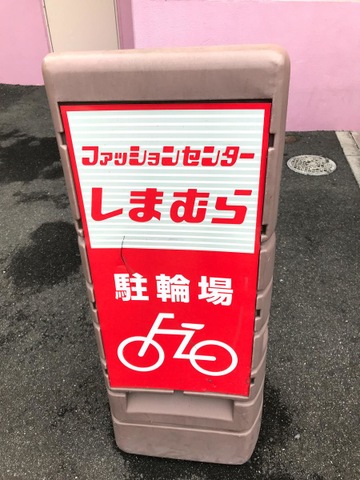 ファッションセンター
しまむら
駐輪場